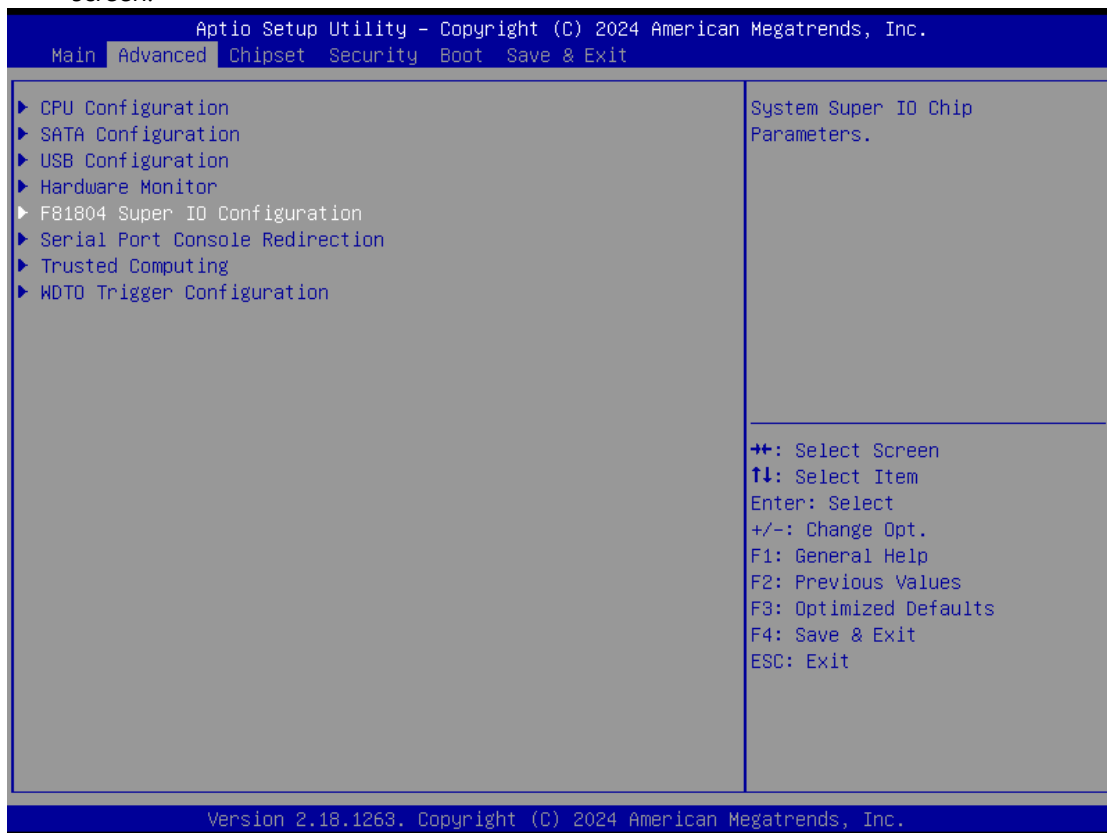 screen.
Aptio Setup Utility – Copyright (C) 2024 American Megatrends, Inc.
Main Advanced Chipset Security Boot Save & Exit
▶ CPU Configuration
▶ SATA Configuration
▶ USB Configuration
▶ Hardware Monitor
▶ F81804 Super IO Configuration
▶ Serial Port Console Redirection
▶ Trusted Computing
▶ WDTO Trigger Configuration
System Super IO Chip
Parameters.
→←: Select Screen
↑↓: Select Item
Enter: Select
+/-: Change Opt.
F1: General Help
F2: Previous Values
F3: Optimized Defaults
F4: Save & Exit
ESC: Exit
Version 2.18.1263. Copyright (C) 2024 American Megatrends, Inc.